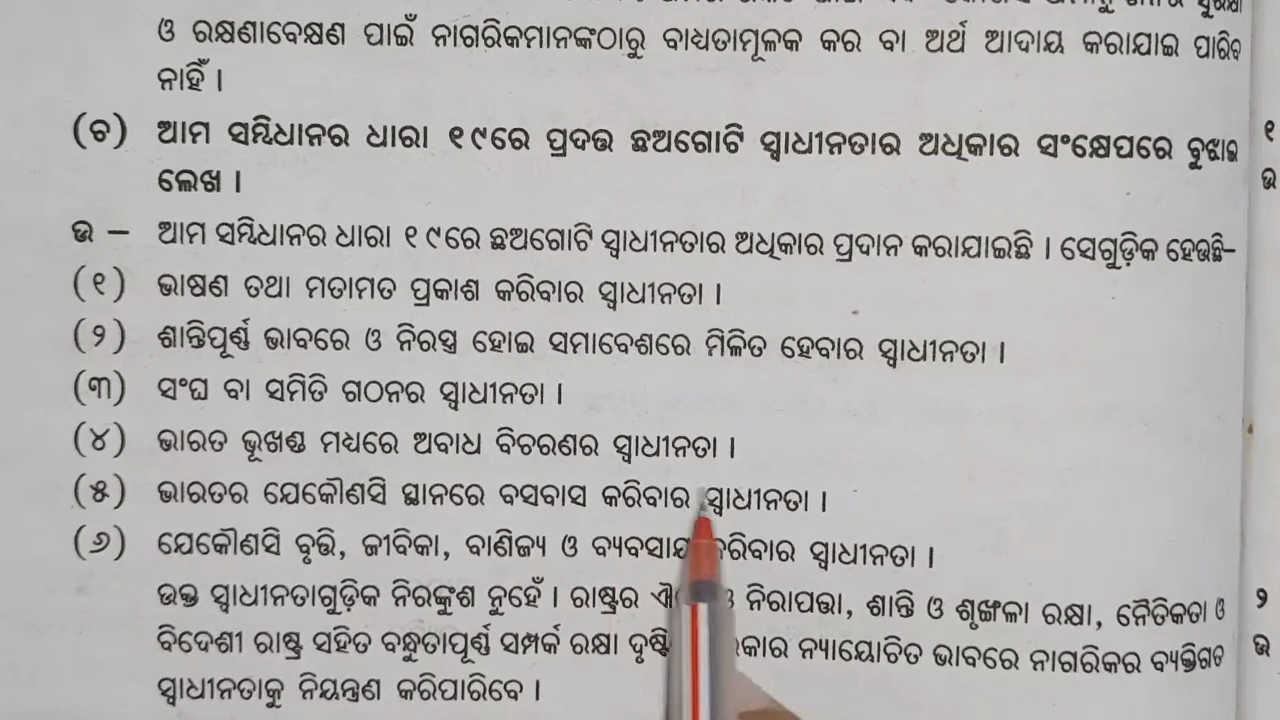 ଓ ରକ୍ଷଣାବେକ୍ଷଣ ପାଇଁ ନାଗରିକମାନଙ୍କଠାରୁ ବାଧ୍ୟତାମୂଳକ କର ବା ଅର୍ଥ ଆଦାୟ କରାଯାଇ ପାରିବ
ନାହିଁ ।
(ଚ) ଆମ ସମ୍ବିଧାନର ଧାରା ୧୯ରେ ପ୍ରଦତ୍ତ ଛଅଗୋଟି ସ୍ୱାଧୀନତାର ଅଧିକାର ସଂକ୍ଷେପରେ ବୁଝାଇ
ଲେଖ ।
ଉ – ଆମ ସମ୍ବିଧାନର ଧାରା ୧୯ରେ ଛଅଗୋଟି ସ୍ୱାଧୀନତାର ଅଧିକାର ପ୍ରଦାନ କରାଯାଇଛି । ସେଗୁଡ଼ିକ ହେଉଛି–
(୧) ଭାଷଣ ତଥା ମତାମତ ପ୍ରକାଶ କରିବାର ସ୍ୱାଧୀନତା ।
(୨) ଶାନ୍ତିପୂର୍ଣ୍ଣ ଭାବରେ ଓ ନିରସ୍ତ୍ର ହୋଇ ସମାବେଶରେ ମିଳିତ ହେବାର ସ୍ୱାଧୀନତା ।
(୩) ସଂଘ ବା ସମିତି ଗଠନର ସ୍ୱାଧୀନତା ।
(୪) ଭାରତ ଭୂଖଣ୍ଡ ମଧ୍ୟରେ ଅବାଧ ବିଚରଣର ସ୍ୱାଧୀନତା ।
(୫) ଭାରତର ଯେକୌଣସି ସ୍ଥାନରେ ବସବାସ କରିବାର ସ୍ୱାଧୀନତା ।
(୬) ଯେକୌଣସି ବୃତ୍ତି, ଜୀବିକା, ବାଣିଜ୍ୟ ଓ ବ୍ୟବସାୟ କରିବାର ସ୍ୱାଧୀନତା ।
ଉକ୍ତ ସ୍ୱାଧୀନତାଗୁଡ଼ିକ ନିରଙ୍କୁଶ ନୁହେଁ । ରାଷ୍ଟ୍ରର ଓ ନିରାପତ୍ତା, ଶାନ୍ତି ଓ ଶୃଙ୍ଖଳା ରକ୍ଷା, ନୈତିକତା ଓ
ବିଦେଶୀ ରାଷ୍ଟ୍ର ସହିତ ବନ୍ଧୁତାପୂର୍ଣ୍ଣ ସମ୍ପର୍କ ରକ୍ଷା ନ୍ୟାୟୋଚିତ ଭାବରେ ନାଗରିକର ବ୍ୟକ୍ତିଗତ
ସ୍ୱାଧୀନତାକୁ ନିୟନ୍ତ୍ରଣ କରିପାରିବେ ।
୧
ଉ
୨
ଉ